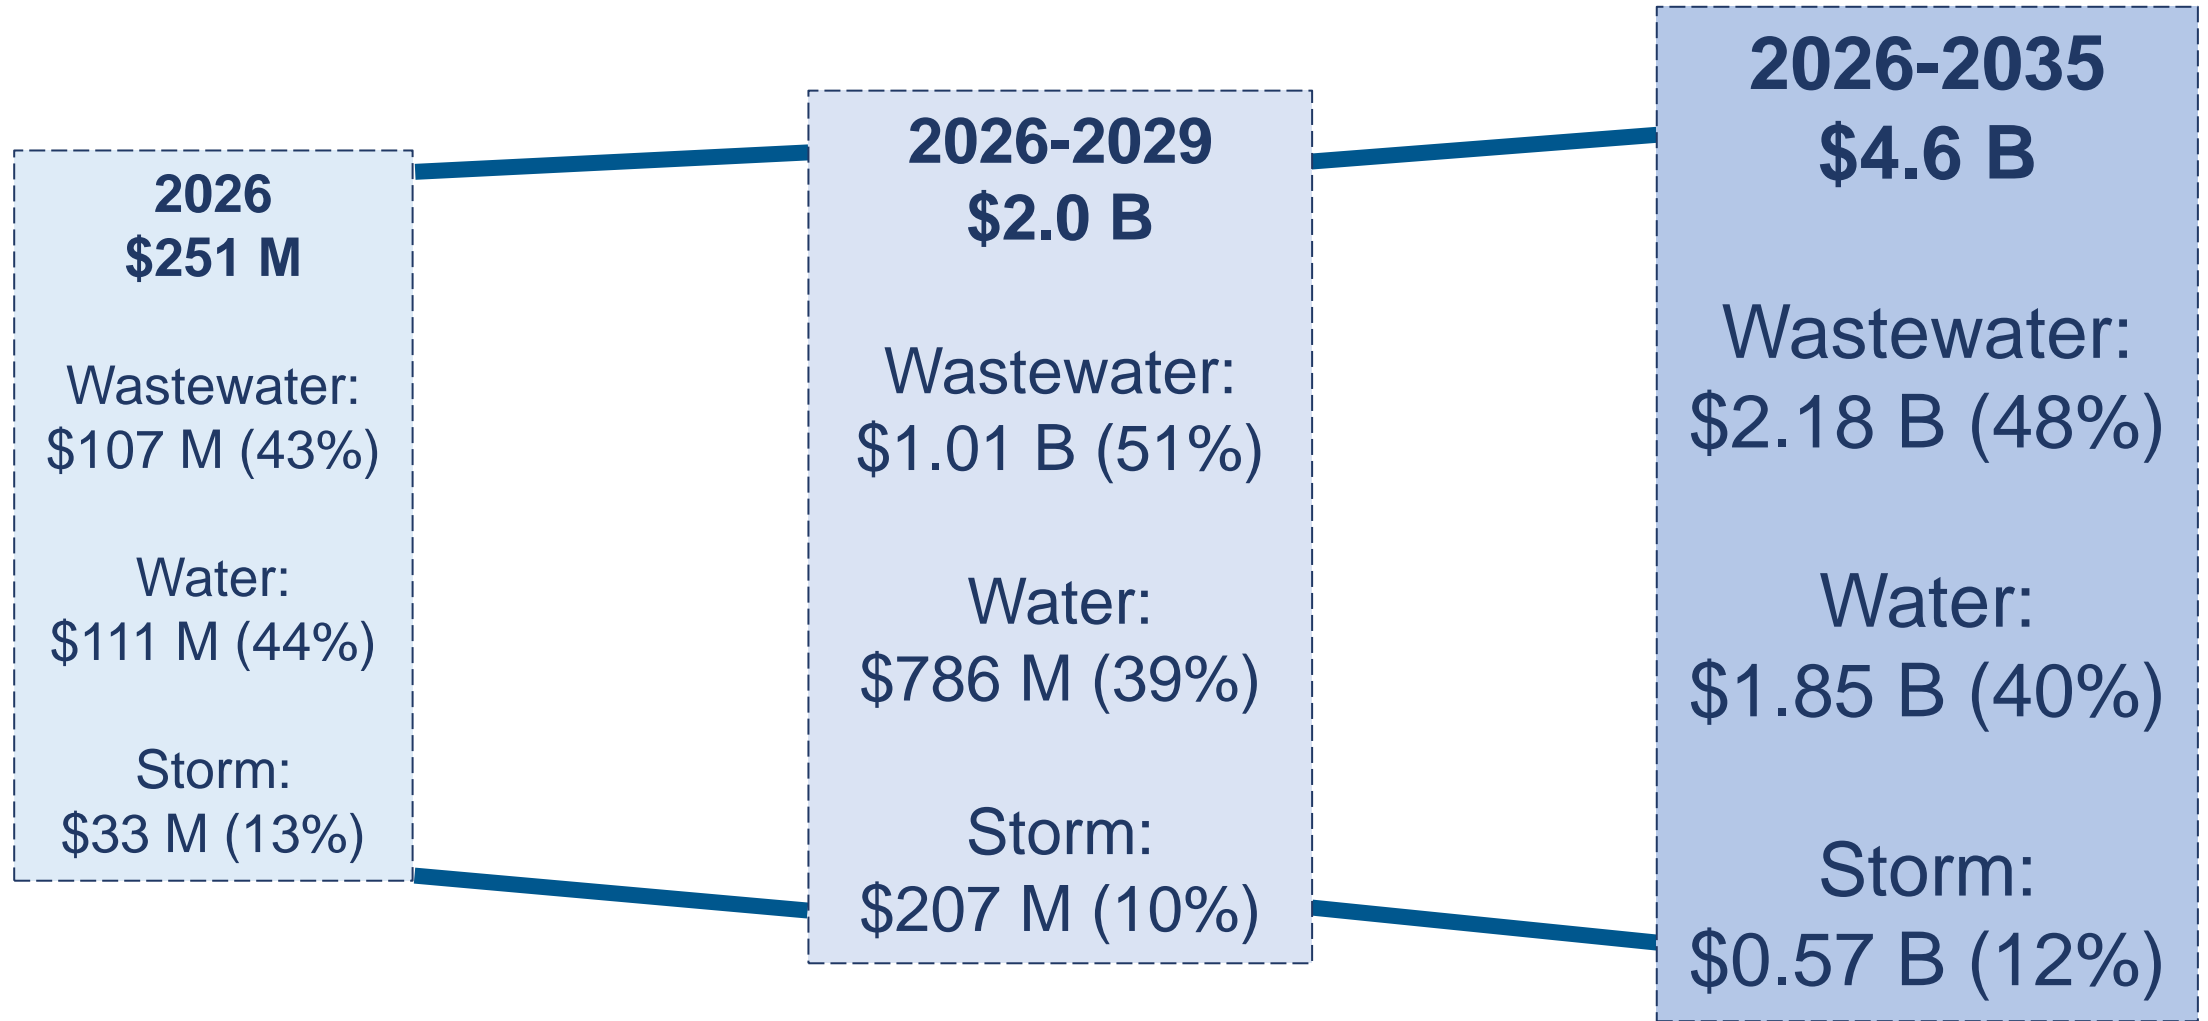 2026
$251 M
Wastewater:
$107 M (43%)
Water:
$111 M (44%)
Storm:
$33 M (13%)
2026-2029
$2.0 B
Wastewater:
$1.01 B (51%)
Water:
$786 M (39%)
Storm:
$207 M (10%)
2026-2035
$4.6 B
Wastewater:
$2.18 B (48%)
Water:
$1.85 B (40%)
Storm:
$0.57 B (12%)